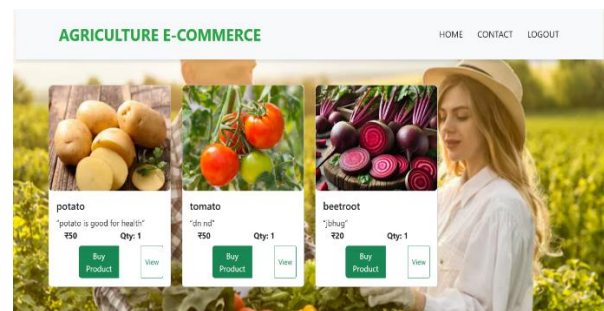 AGRICULTURE E-COMMERCE
HOME CONTACT LOGOUT
potato
"potato is good for health"
₹50 Qty: 1
Buy
Product
View
tomato
"dn nd"
₹50 Qty: 1
Buy
Product
View
beetroot
"jbhug"
₹20 Qty: 1
Buy
Product
View